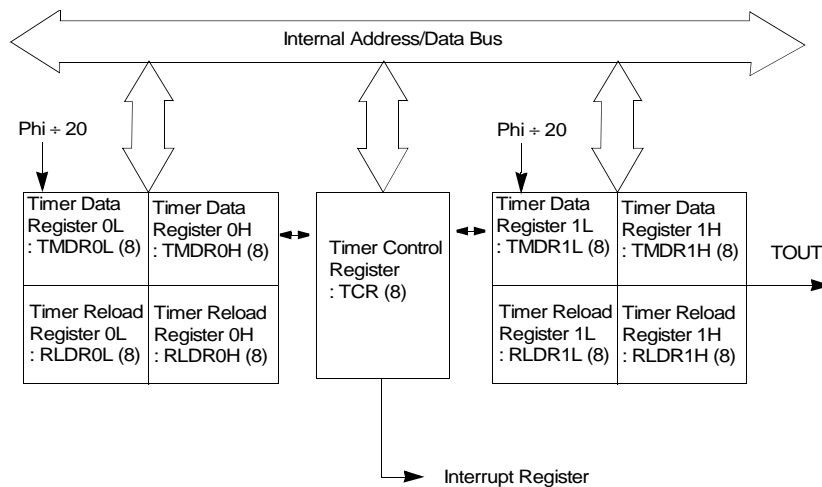 Internal Address/Data Bus
Phi ÷ 20
Phi ÷ 20
Timer Data
Register 0L
: TMDR0L (8)
Timer Data
Register 0H
: TMDR0H (8)
Timer Reload
Register 0L
: RLDR0L (8)
Timer Reload
Register 0H
: RLDR0H (8)
Timer Control
Register
: TCR (8)
Timer Data
Register 1L
: TMDR1L (8)
Timer Data
Register 1H
: TMDR1H (8)
Timer Reload
Register 1L
: RLDR1L (8)
Timer Reload
Register 1H
: RLDR1H (8)
TOUT
Interrupt Register